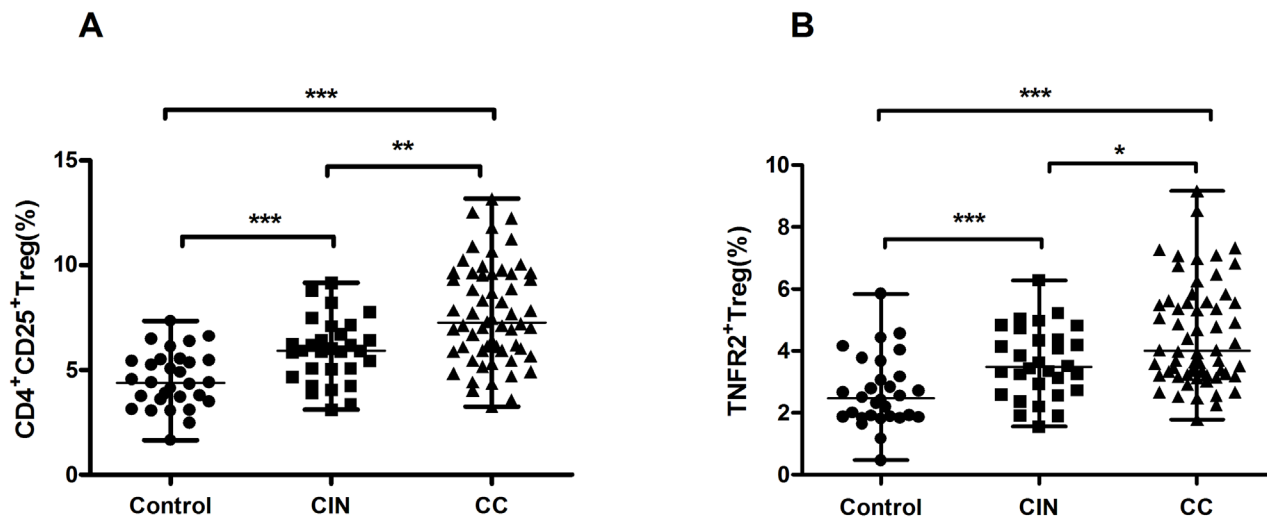 A
***
**
***
15
10
5
0
CD4⁺CD25⁺Treg(%)
Control CIN CC
B
***
*
***
10
8
6
4
2
0
TNFR2⁺Treg(%)
Control CIN CC